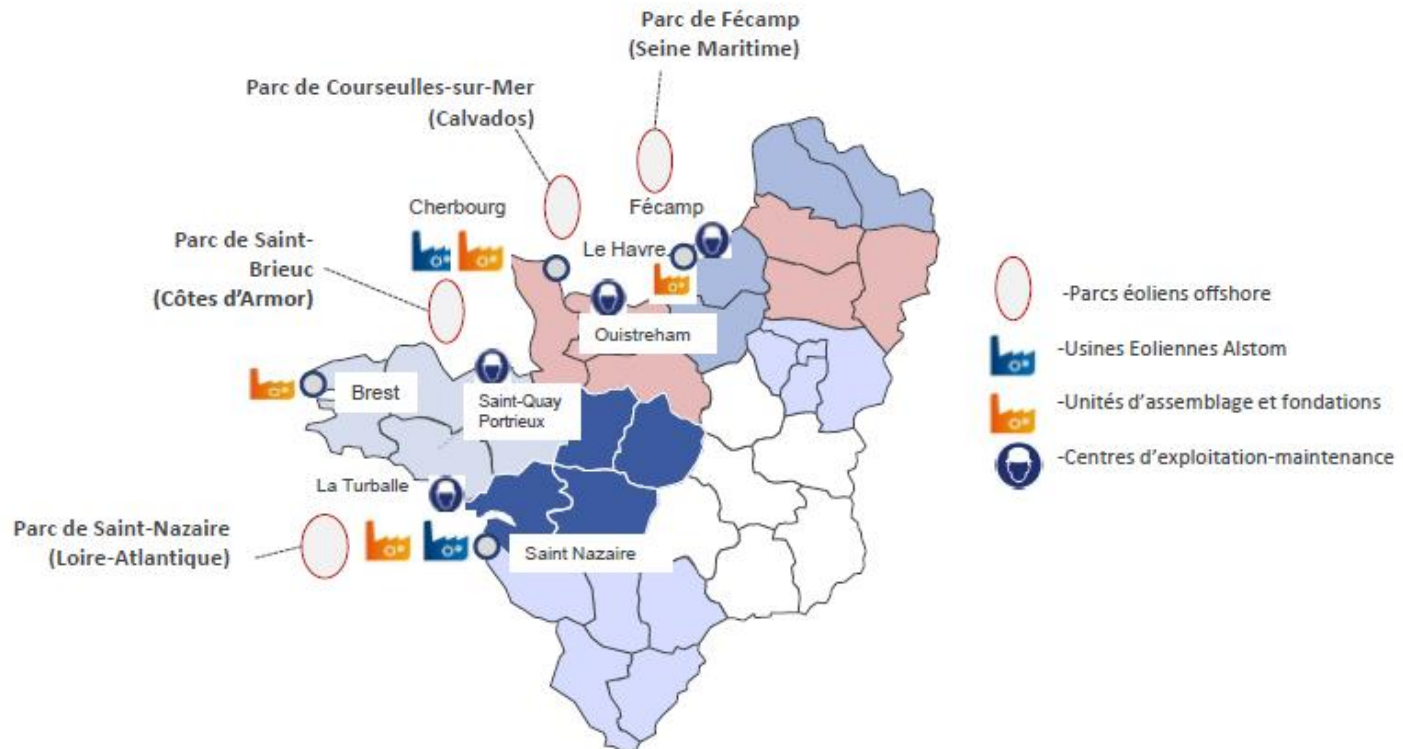 Parc de Fécamp
(Seine Maritime)
Parc de Courseulles-sur-Mer
(Calvados)
Cherbourg
Fécamp
Parc de Saint-
Brieuc
(Côtes d’Armor)
Le Havre
-Parcs éoliens offshore
Ouistreham
-Usines Eoliennes Alstom
Brest
Saint-Quay
Portrieux
-Unités d’assemblage et fondations
-Centres d’exploitation-maintenance
La Turballe
Parc de Saint-Nazaire
(Loire-Atlantique)
Saint Nazaire